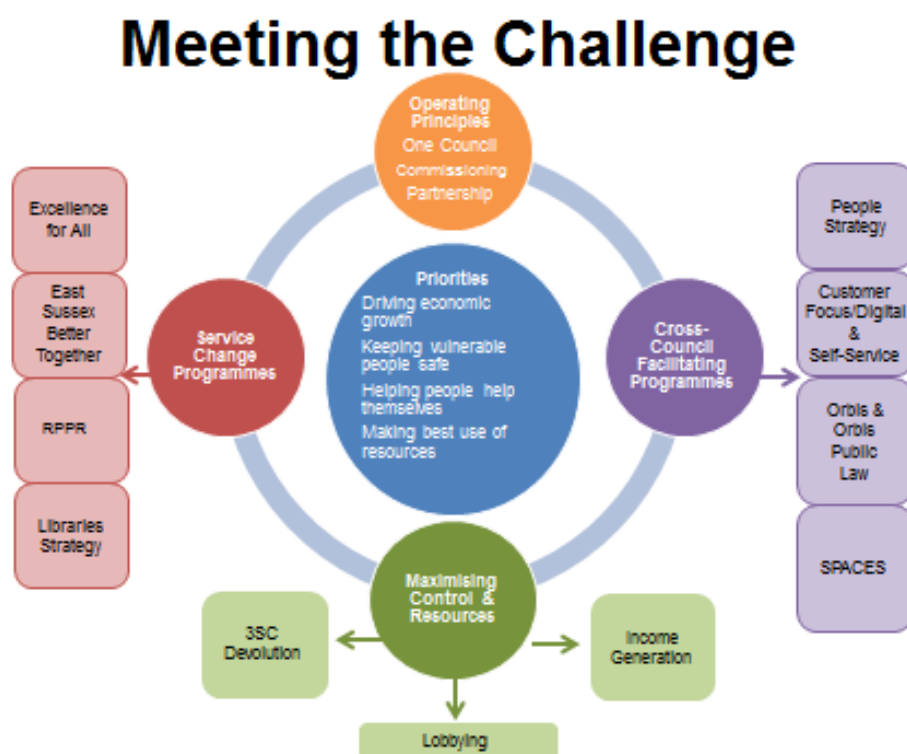 Meeting the Challenge
Operating
Principles
One Council
Commissioning
Partnership
Excellence
for All
East
Sussex
Better
Together
RPPR
Libraries
Strategy
Service
Change
Programmes
Priorities
Driving economic
growth
Keeping vulnerable
people safe
Helping people help
themselves
Making best use of
resources
Cross-
Council
Facilitating
Programmes
People
Strategy
Customer
Focus/Digital
&
Self-Service
Orbis &
Orbis
Public
Law
SPACES
Maximising
Control &
Resources
3SC
Devolution
Income
Generation
Lobbying